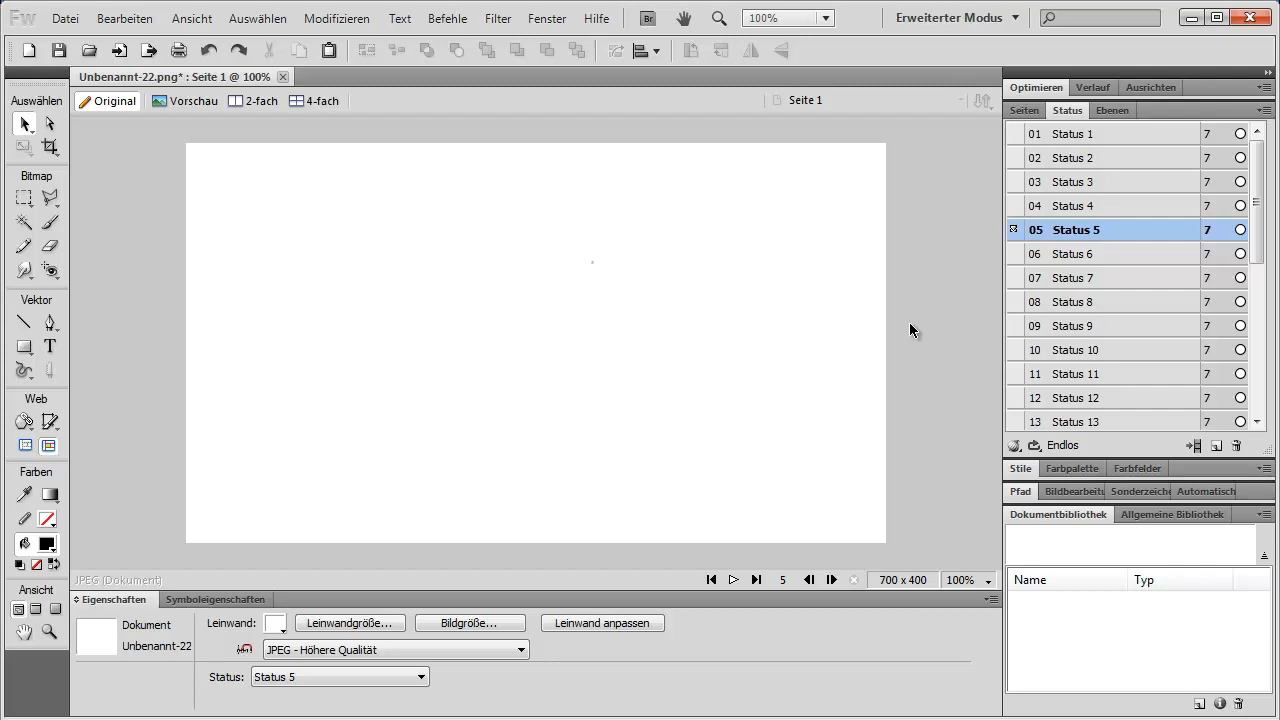 Fw Datei Bearbeiten Ansicht Auswählen Modifizieren Text Befehle Filter Fenster Hilfe Br 100% Erweiterter Modus
Unbenannt-22.png* : Seite 1 @ 100%
Original Vorschau 2-fach 4-fach Seite 1
Auswählen
Bitmap
Vektor
T
Web
Farben
Ansicht
Optimieren Verlauf Ausrichten
Seiten Status Ebenen
01 Status 1 7
02 Status 2 7
03 Status 3 7
04 Status 4 7
05 Status 5 7
06 Status 6 7
07 Status 7 7
08 Status 8 7
09 Status 9 7
10 Status 10 7
11 Status 11 7
12 Status 12 7
13 Status 13 7
Endlos
Stile Farbpalette Farbfelder
Pfad Bildbearbeitu Sonderzeiche Automatisch
Dokumentbibliothek Allgemeine Bibliothek
Name Typ
JPEG (Dokument) 5 700 x 400 100%
Eigenschaften Symboleigenschaften
Dokument Leinwand: Leinwandgröße... Bildgröße... Leinwand anpassen
Unbenannt-22 JPEG - Höhere Qualität
Status: Status 5